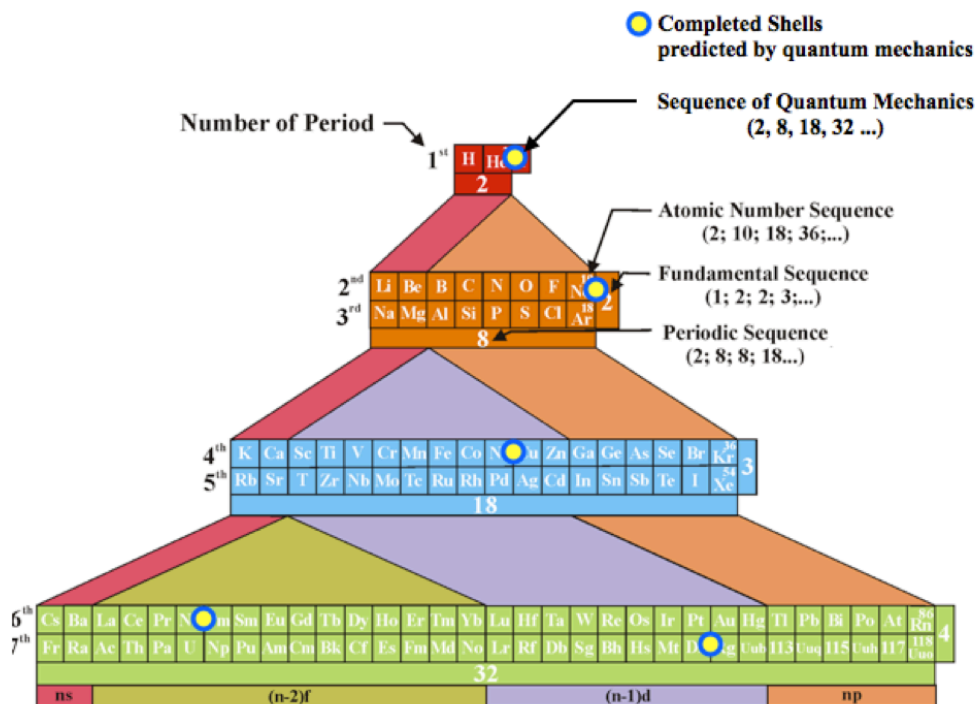 Completed Shells
predicted by quantum mechanics
Sequence of Quantum Mechanics
(2, 8, 18, 32 ...)
Number of Period
1st H He
2
Atomic Number Sequence
(2; 10; 18; 36;...)
2nd Li Be B C N O F
3rd Na Mg Al Si P S Cl 18 Ar
2
Fundamental Sequence
(1; 2; 2; 3;...)
8
Periodic Sequence
(2; 8; 8; 18...)
4th K Ca Sc Ti V Cr Mn Fe Co Zn Ga Ge As Se Br 36 Kr
5th Rb Sr T Zr Nb Mo Tc Ru Rh Pd Ag Cd In Sn Sb Te I 54 Xe
3
18
6th Cs Ba La Ce Pr Sm Eu Gd Tb Dy Ho Er Tm Yb Lu Hf Ta W Re Os Ir Pt Au Hg Tl Pb Bi Po At 86 Rn
7th Fr Ra Ac Th Pa U Np Pu Am Cm Bk Cf Es Fm Md No Lr Rf Db Sg Bh Hs Mt Uub 113 Uuq 115 Uuh 117 118 Uuo
4
32
ns (n-2)f (n-1)d np